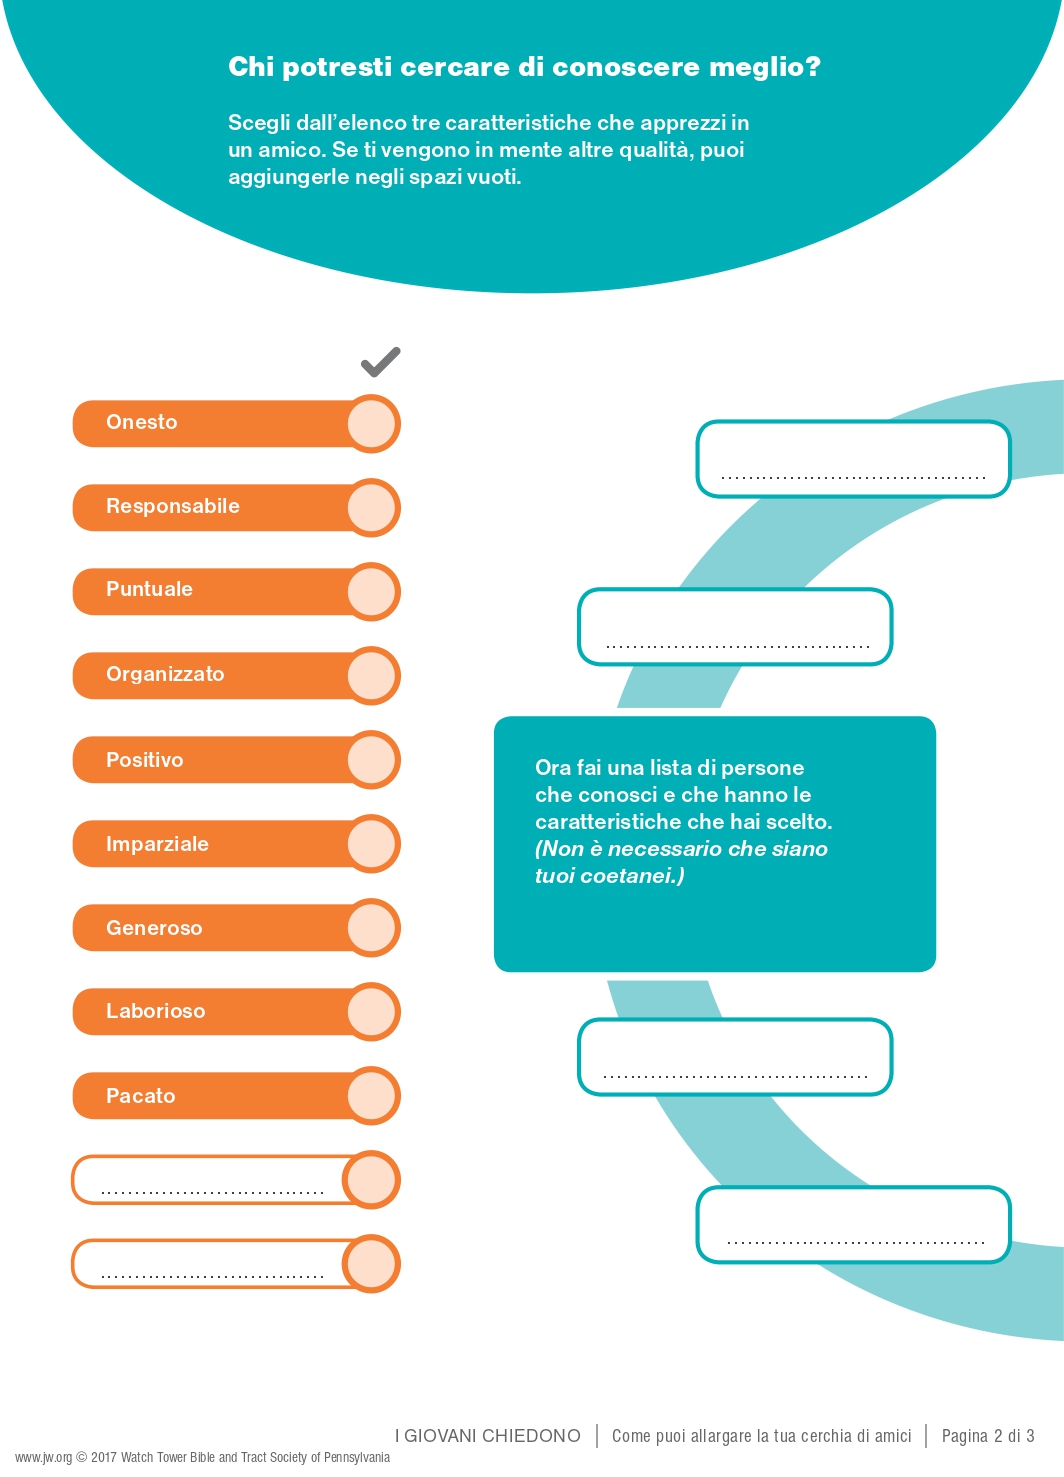 Chi potresti cercare di conoscere meglio?
Scegli dall’elenco tre caratteristiche che apprezzi in
un amico. Se ti vengono in mente altre qualità, puoi
aggiungerle negli spazi vuoti.
Onesto
Responsabile
Puntuale
Organizzato
Positivo
Imparziale
Generoso
Laborioso
Pacato
Ora fai una lista di persone
che conosci e che hanno le
caratteristiche che hai scelto.
(Non è necessario che siano
tuoi coetanei.)
I GIOVANI CHIEDONO | Come puoi allargare la tua cerchia di amici | Pagina 2 di 3
www.jw.org © 2017 Watch Tower Bible and Tract Society of Pennsylvania